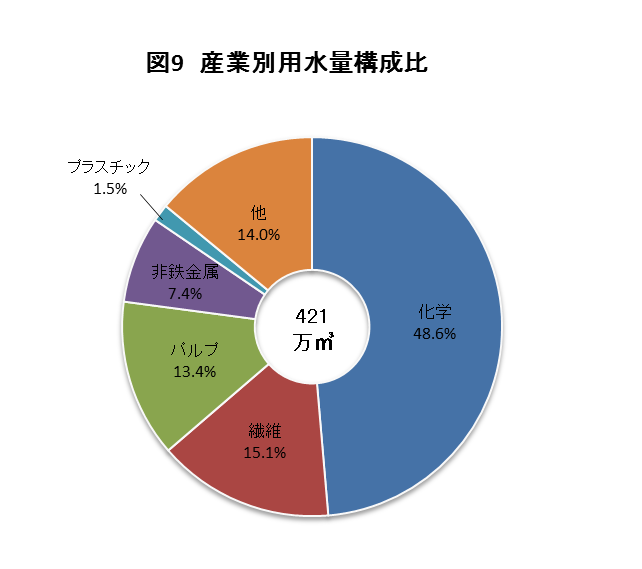 図9 産業別用水量構成比
プラスチック
1.5%
他
14.0%
非鉄金属
7.4%
421
万㎥
化学
48.6%
パルプ
13.4%
繊維
15.1%